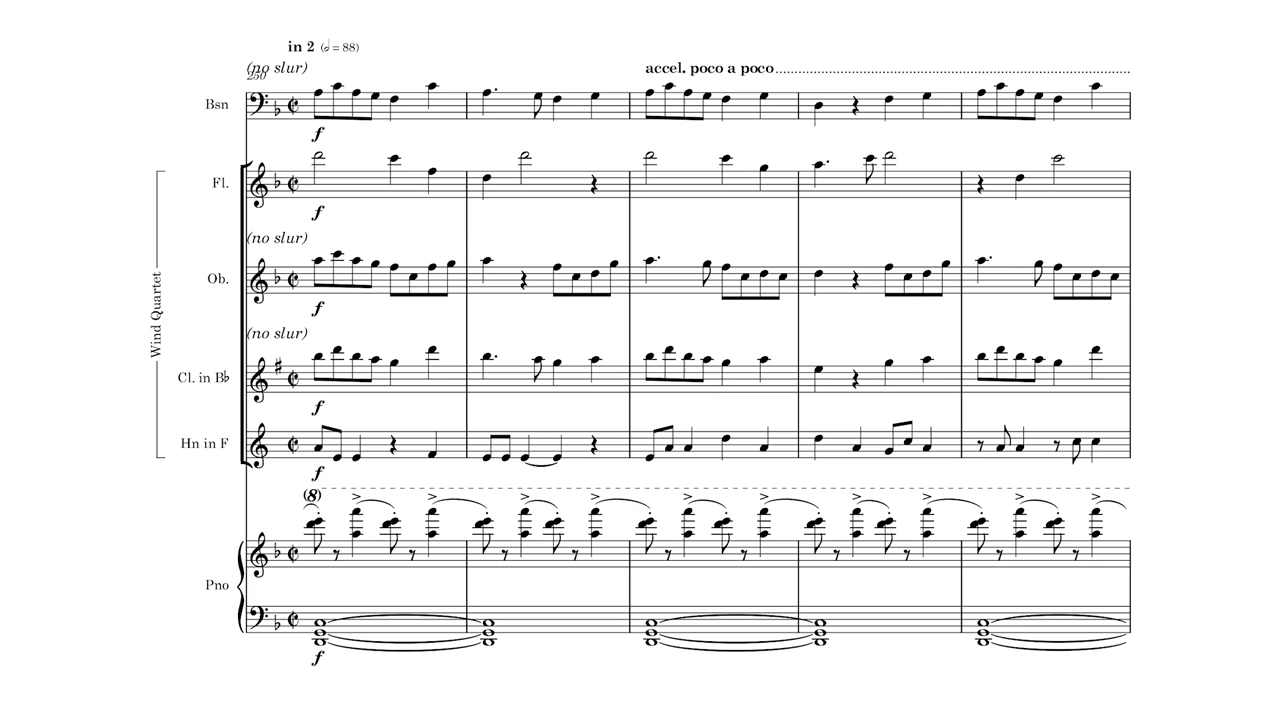 in 2 (𝅗𝅥 = 88)
(no slur)
250
accel. poco a poco
Bsn
f
Fl.
f
(no slur)
Ob.
f
(no slur)
Wind Quartet
Cl. in B♭
f
Hn in F
f
(8)
Pno
f